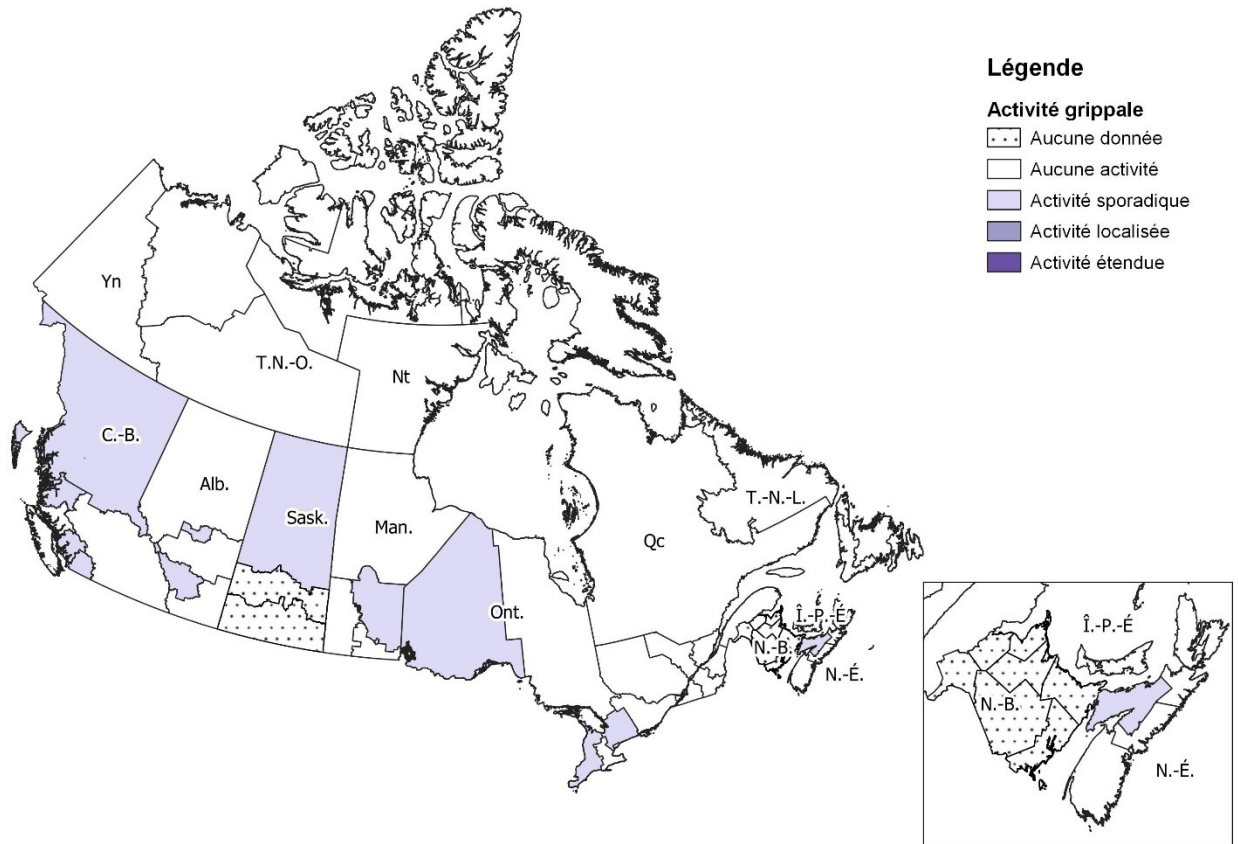 Légende
Activité grippale
Aucune donnée
Aucune activité
Activité sporadique
Activité localisée
Activité étendue
Yn
T.N.-O.
Nt
C.-B.
Alb.
Sask.
Man.
Ont.
Qc
T.-N.-L.
Î.-P.-É
N.-B.
N.-É.
Î.-P.-É
N.-B.
N.-É.